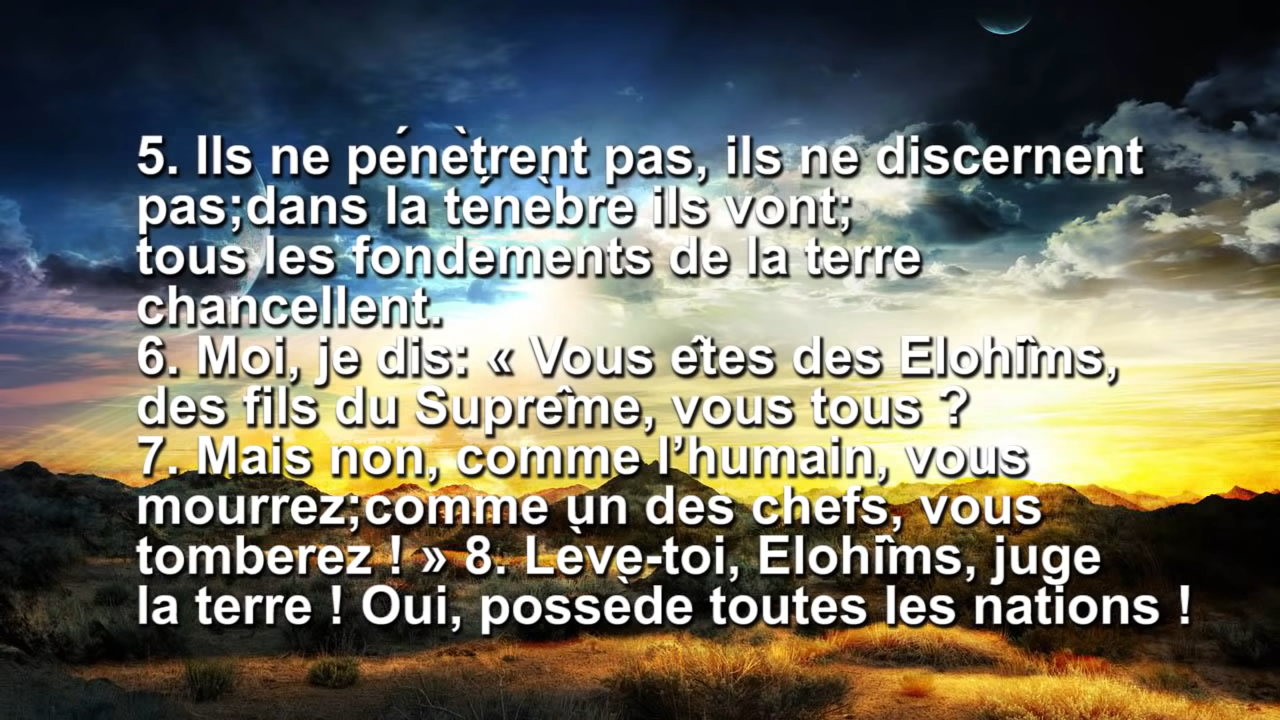 5. Ils ne pénètrent pas, ils ne discernent
pas;dans la ténèbre ils vont;
tous les fondements de la terre
chancellent.
6. Moi, je dis: « Vous êtes des Elohîms,
des fils du Suprême, vous tous ?
7. Mais non, comme l’humain, vous
mourrez;comme un des chefs, vous
tomberez ! » 8. Lève-toi, Elohîms, juge
la terre ! Oui, possède toutes les nations !